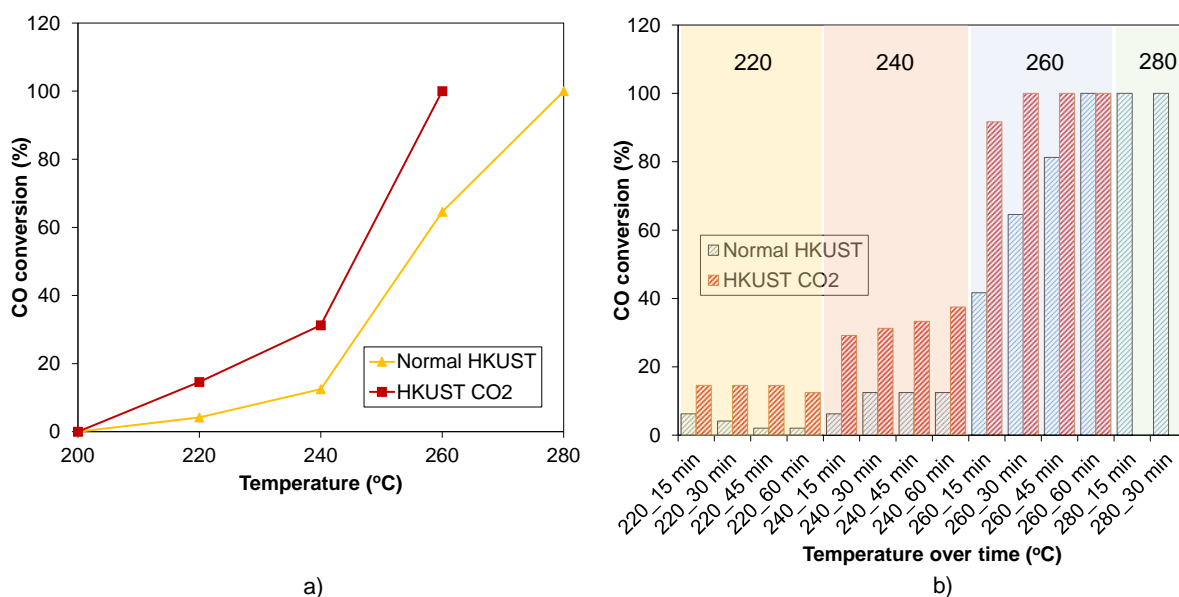 120
100
80
60
40
20
0
CO conversion (%)
200
220
240
260
280
Temperature (ºC)
Normal HKUST
HKUST CO2
a)
120
100
80
60
40
20
0
CO conversion (%)
220
240
260
280
Normal HKUST
HKUST CO2
220_15 min
220_30 min
220_45 min
220_60 min
240_15 min
240_30 min
240_45 min
240_60 min
260_15 min
260_30 min
260_45 min
260_60 min
280_15 min
280_30 min
Temperature over time (ºC)
b)